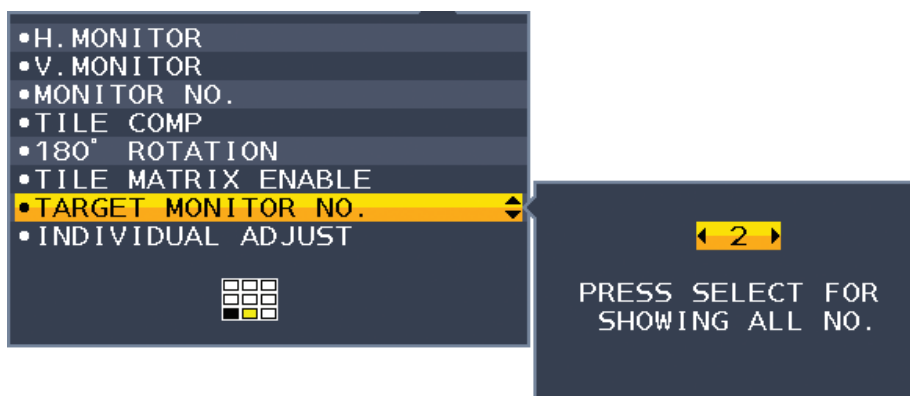 •H.MONITOR
•V.MONITOR
•MONITOR NO.
•TILE COMP
•180° ROTATION
•TILE MATRIX ENABLE
•TARGET MONITOR NO.
•INDIVIDUAL ADJUST
2
PRESS SELECT FOR
SHOWING ALL NO.